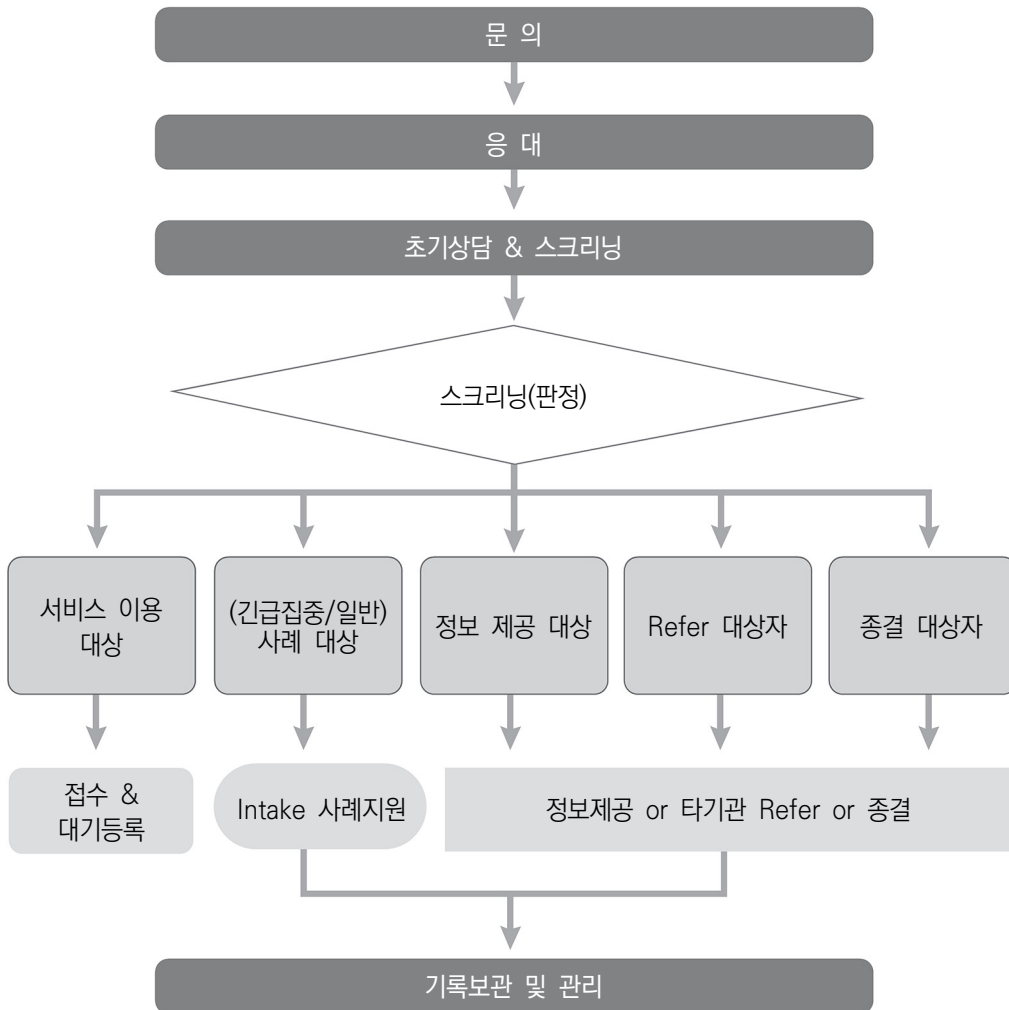 문 의
응 대
초기상담 & 스크리닝
스크리닝(판정)
서비스 이용
대상
(긴급집중/일반)
사례 대상
정보 제공 대상
Refer 대상자
종결 대상자
접수 &
대기등록
Intake 사례지원
정보제공 or 타기관 Refer or 종결
기록보관 및 관리